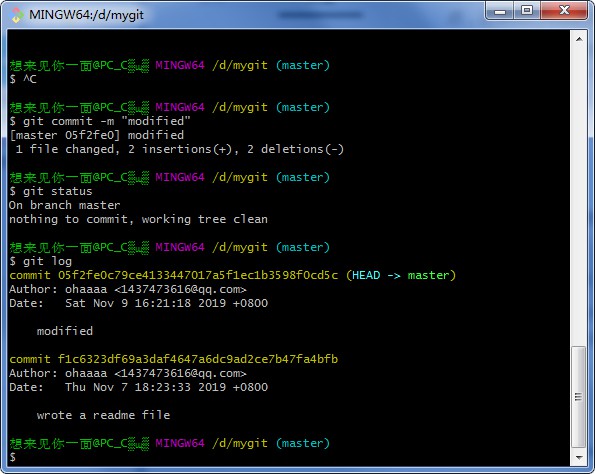 MINGW64:/d/mygit
想来见你一面@PC_C MINGW64 /d/mygit (master)
$ ^C
想来见你一面@PC_C MINGW64 /d/mygit (master)
$ git commit -m "modified"
[master 05f2fe0] modified
1 file changed, 2 insertions(+), 2 deletions(-)
想来见你一面@PC_C MINGW64 /d/mygit (master)
$ git status
On branch master
nothing to commit, working tree clean
想来见你一面@PC_C MINGW64 /d/mygit (master)
$ git log
commit 05f2fe0c79ce4133447017a5f1ec1b3598f0cd5c (HEAD -> master)
Author: ohaaaa <1437473616@qq.com>
Date:   Sat Nov 9 16:21:18 2019 +0800
modified
commit f1c6323df69a3daf4647a6dc9ad2ce7b47fa4bfb
Author: ohaaaa <1437473616@qq.com>
Date:   Thu Nov 7 18:23:33 2019 +0800
wrote a readme file
想来见你一面@PC_C MINGW64 /d/mygit (master)
$